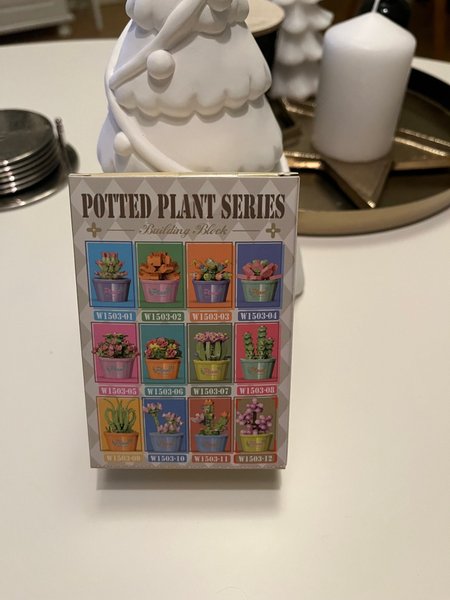 POTTED PLANT SERIES
Building Block
W1503-01 W1503-02 W1503-03 W1503-04
W1503-05 W1503-06 W1503-07 W1503-08
W1503-09 W1503-10 W1503-11 W1503-12